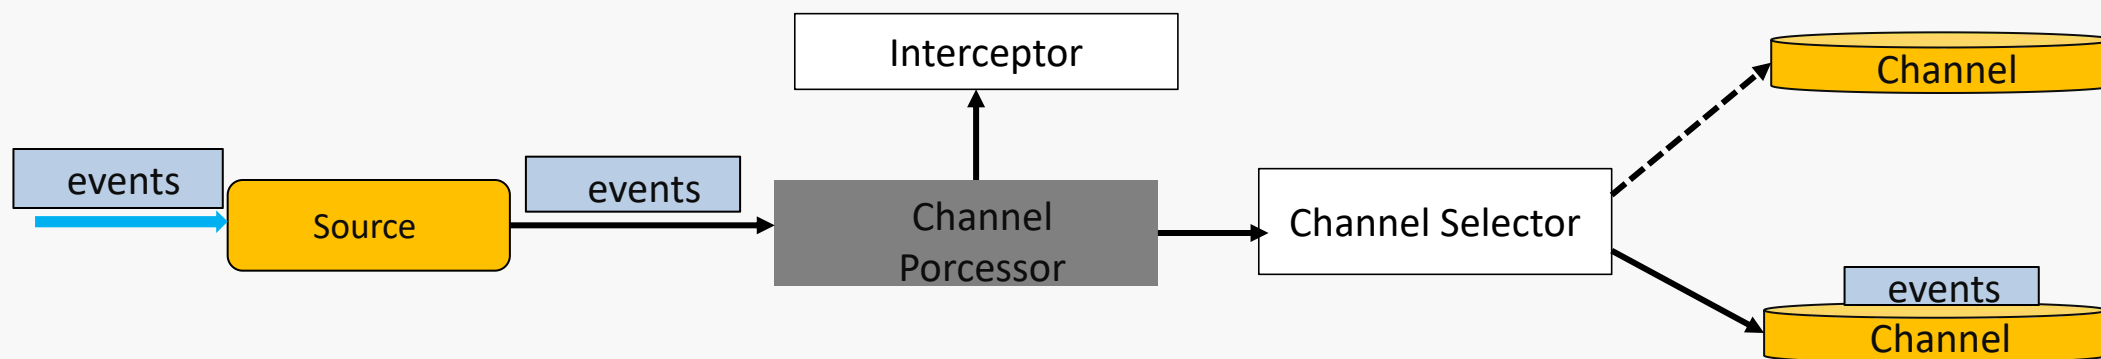 events
Source
events
Interceptor
Channel
Porcessor
Channel Selector
Channel
events
Channel